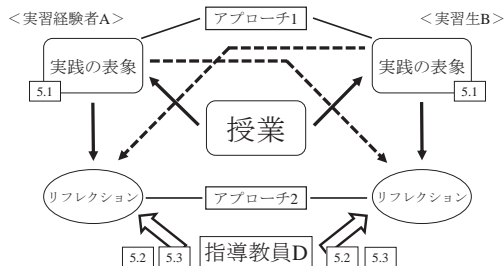 ＜実習経験者A＞ アプローチ1 ＜実習生B＞
実践の表象 実践の表象
5.1 5.1
授業
リフレクション アプローチ2 リフレクション
5.2 5.3 指導教員D 5.2 5.3